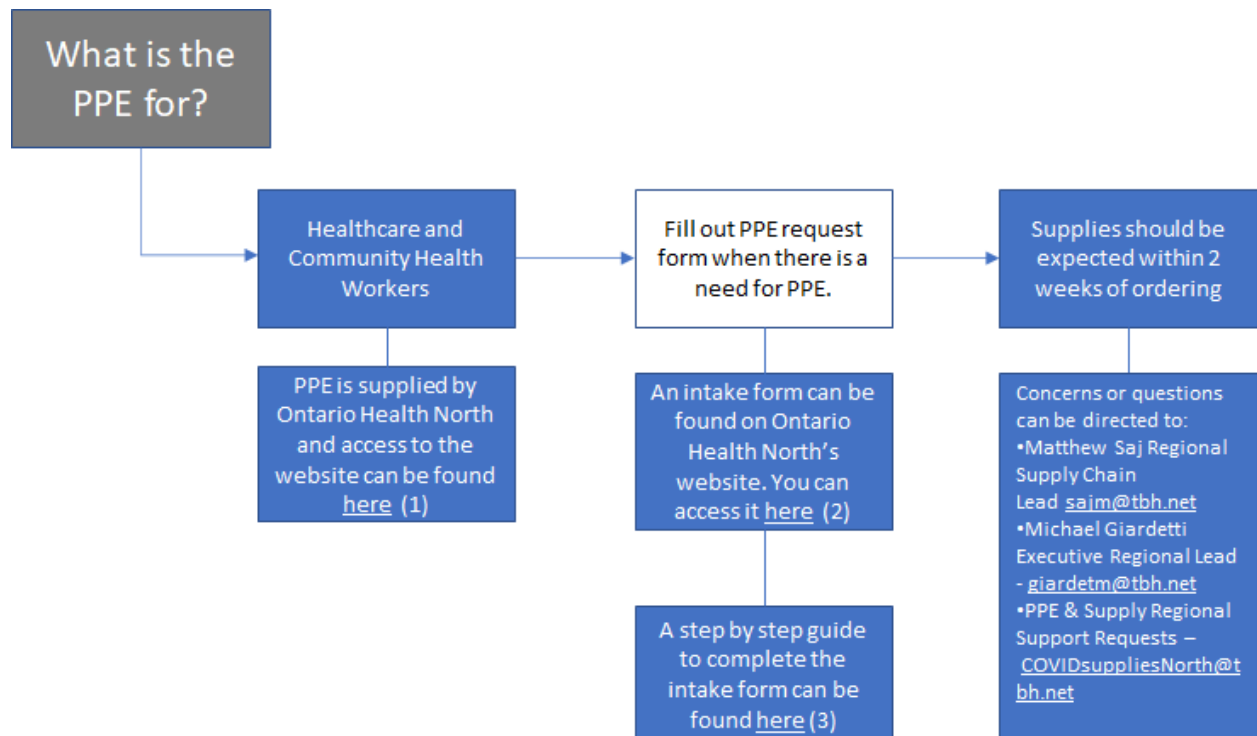 What is the
PPE for?
Healthcare and
Community Health
Workers
Fill out PPE request
form when there is a
need for PPE.
Supplies should be
expected within 2
weeks of ordering
PPE is supplied by
Ontario Health North
and access to the
website can be found
here (1)
An intake form can be
found on Ontario
Health North's
website. You can
access it here (2)
A step by step guide
to complete the
intake form can be
found here (3)
Concerns or questions
can be directed to:
•Matthew Saj Regional
Supply Chain
Lead sajm@tbh.net
•Michael Giardetti
Executive Regional Lead
- giardetm@tbh.net
•PPE & Supply Regional
Support Requests –
COVIDsuppliesNorth@t
bh.net